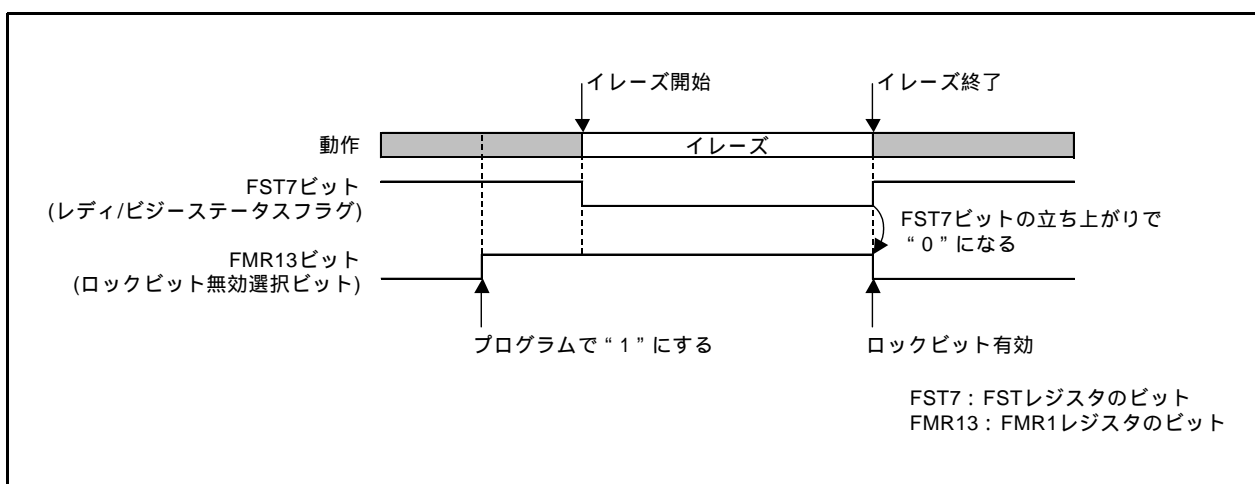 イレーズ開始
イレーズ終了
動作
イレーズ
FST7ビット
(レディ/ビジーステータスフラグ)
FST7ビットの立ち上がりで
“0”になる
FMR13ビット
(ロックビット無効選択ビット)
プログラムで“1”にする
ロックビット有効
FST7：FSTレジスタのビット
FMR13：FMR1レジスタのビット